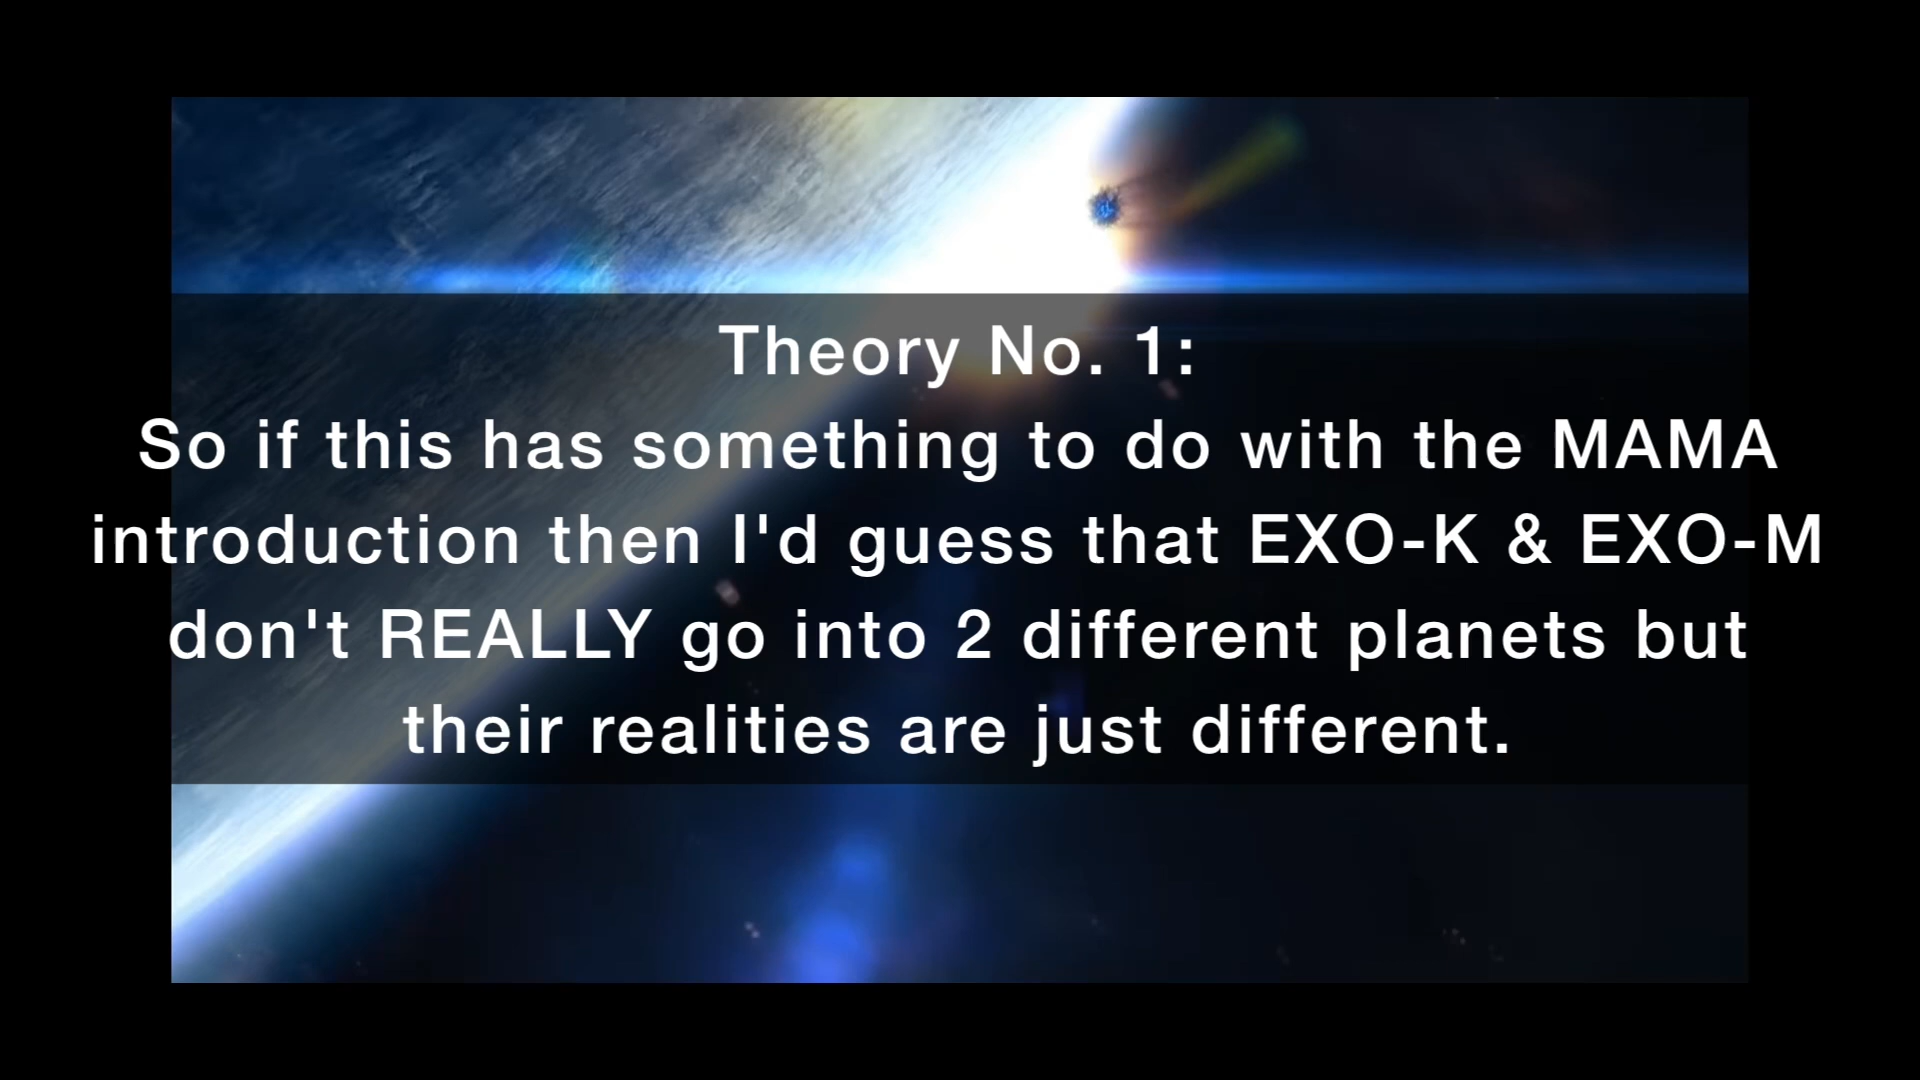 Theory No. 1:
So if this has something to do with the MAMA
introduction then I'd guess that EXO-K & EXO-M
don't REALLY go into 2 different planets but
their realities are just different.